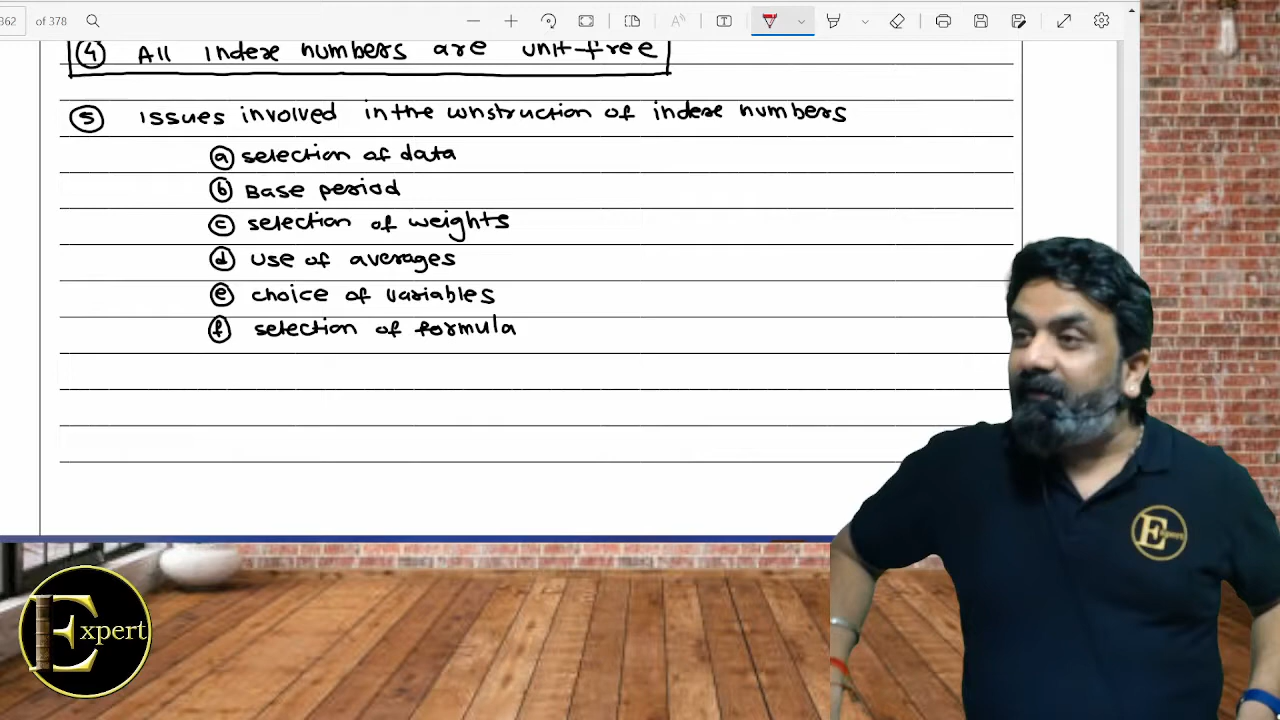 362 of 378
④ All Index numbers are unit-free
⑤ Issues involved in the construction of index numbers
ⓐ selection of data
ⓑ Base period
ⓒ selection of weights
ⓓ use of averages
ⓔ choice of variables
ⓕ selection of formula
Expert
Expert